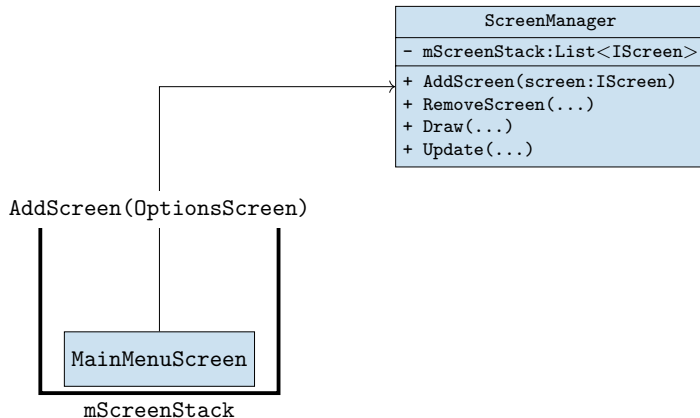 ScreenManager
- mScreenStack:List<IScreen>
+ AddScreen(screen:IScreen)
+ RemoveScreen(...)
+ Draw(...)
+ Update(...)
AddScreen(OptionsScreen)
MainMenuScreen
mScreenStack